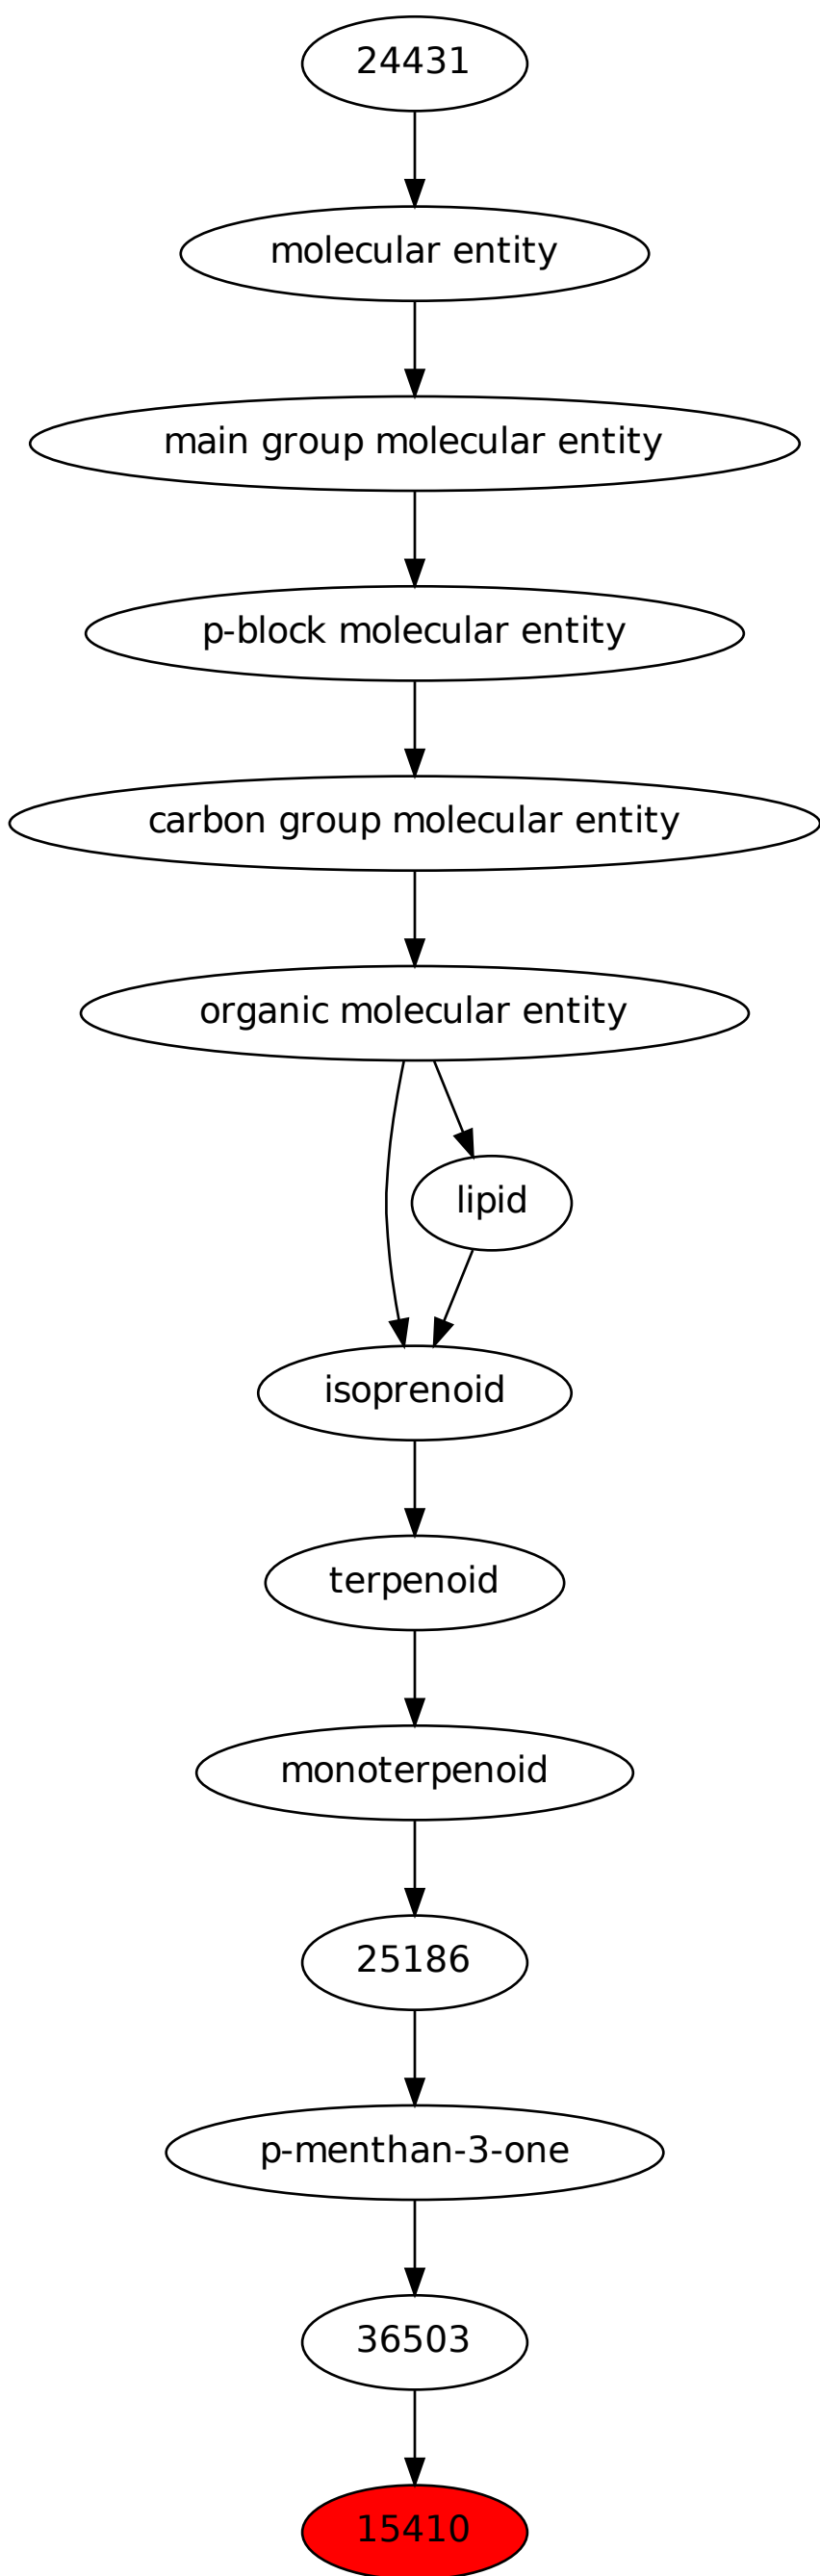 24431
molecular entity
main group molecular entity
p-block molecular entity
carbon group molecular entity
organic molecular entity
lipid
isoprenoid
terpenoid
monoterpenoid
25186
p-menthan-3-one
36503
15410